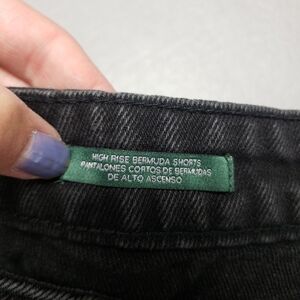 HIGH RISE BERMUDA SHORTS
PANTALONES CORTOS DE BERMUDAS
DE ALTO ASCENSO